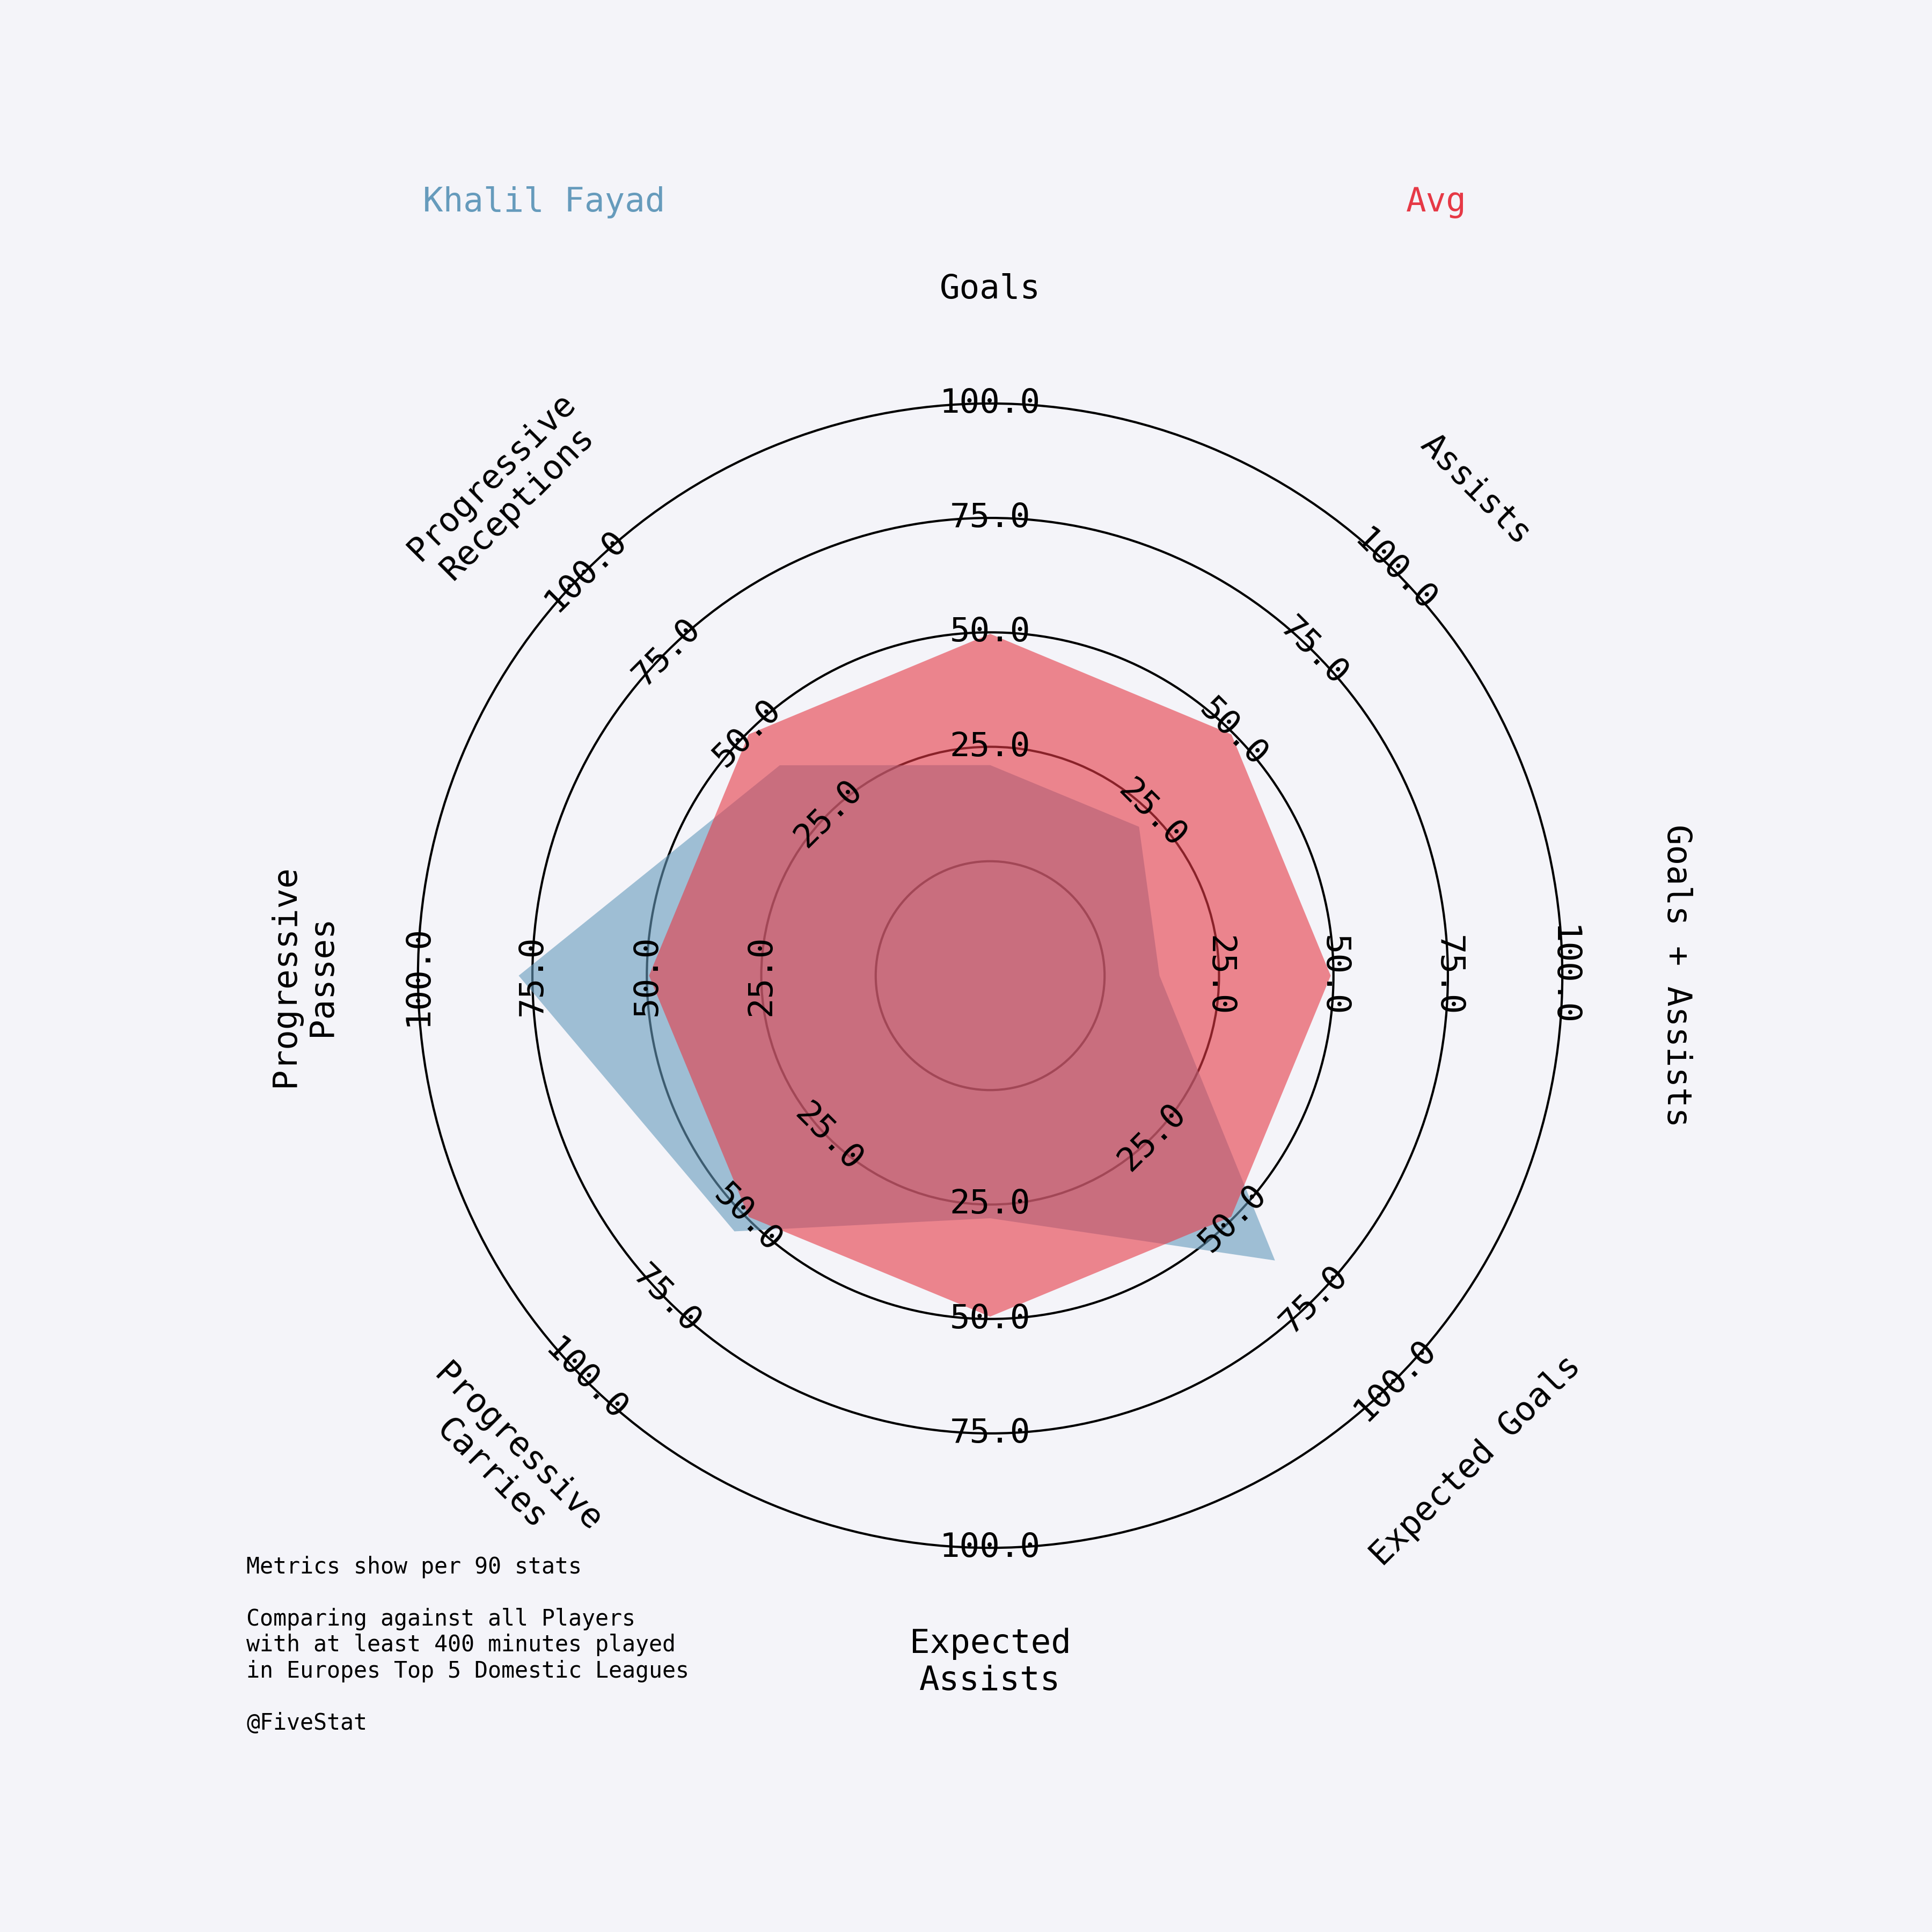 Khalil Fayad
Avg
Goals
Assists
Goals + Assists
Expected Goals
Expected
Assists
Progressive
Carries
Progressive
Passes
Progressive
Receptions
25.0
50.0
75.0
100.0
25.0
50.0
75.0
100.0
25.0
50.0
75.0
100.0
25.0
50.0
75.0
100.0
25.0
50.0
75.0
100.0
25.0
50.0
75.0
100.0
25.0
50.0
75.0
100.0
25.0
50.0
75.0
100.0
Metrics show per 90 stats
Comparing against all Players
with at least 400 minutes played
in Europes Top 5 Domestic Leagues
@FiveStat